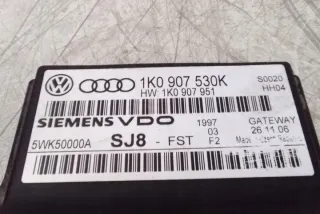 1K0 907 530K S0020
HW 1K0 907 951 HH04
SIEMENS VDO 1997 GATEWAY
03 26.11.06
5WK50000A SJ8 - FST F2